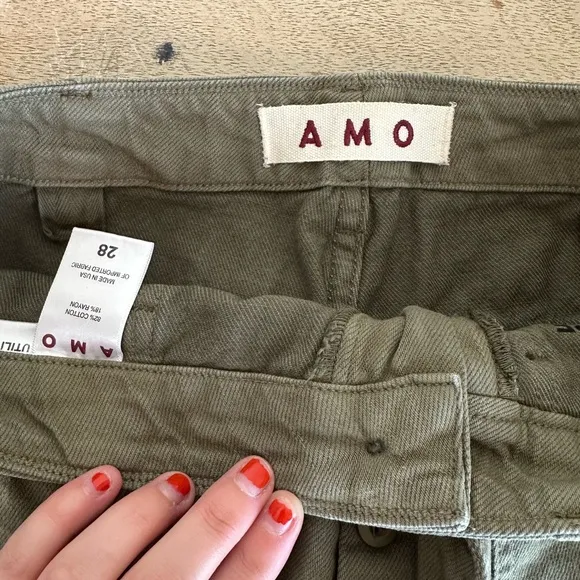 AMO
AMO
82% COTTON
18% RAYON
MADE IN USA
OF IMPORTED FABRIC
28